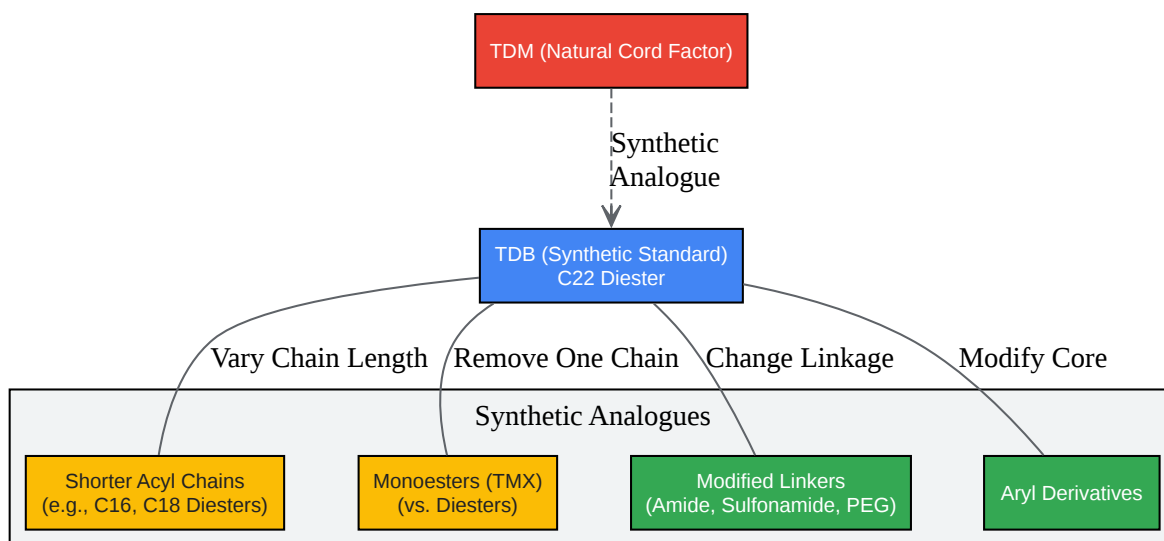 TDM (Natural Cord Factor)
Synthetic
Analogue
TDB (Synthetic Standard)
C22 Diester
Vary Chain Length
Remove One Chain
Change Linkage
Modify Core
Synthetic Analogues
Shorter Acyl Chains
(e.g., C16, C18 Diesters)
Monoesters (TMX)
(vs. Diesters)
Modified Linkers
(Amide, Sulfonamide, PEG)
Aryl Derivatives